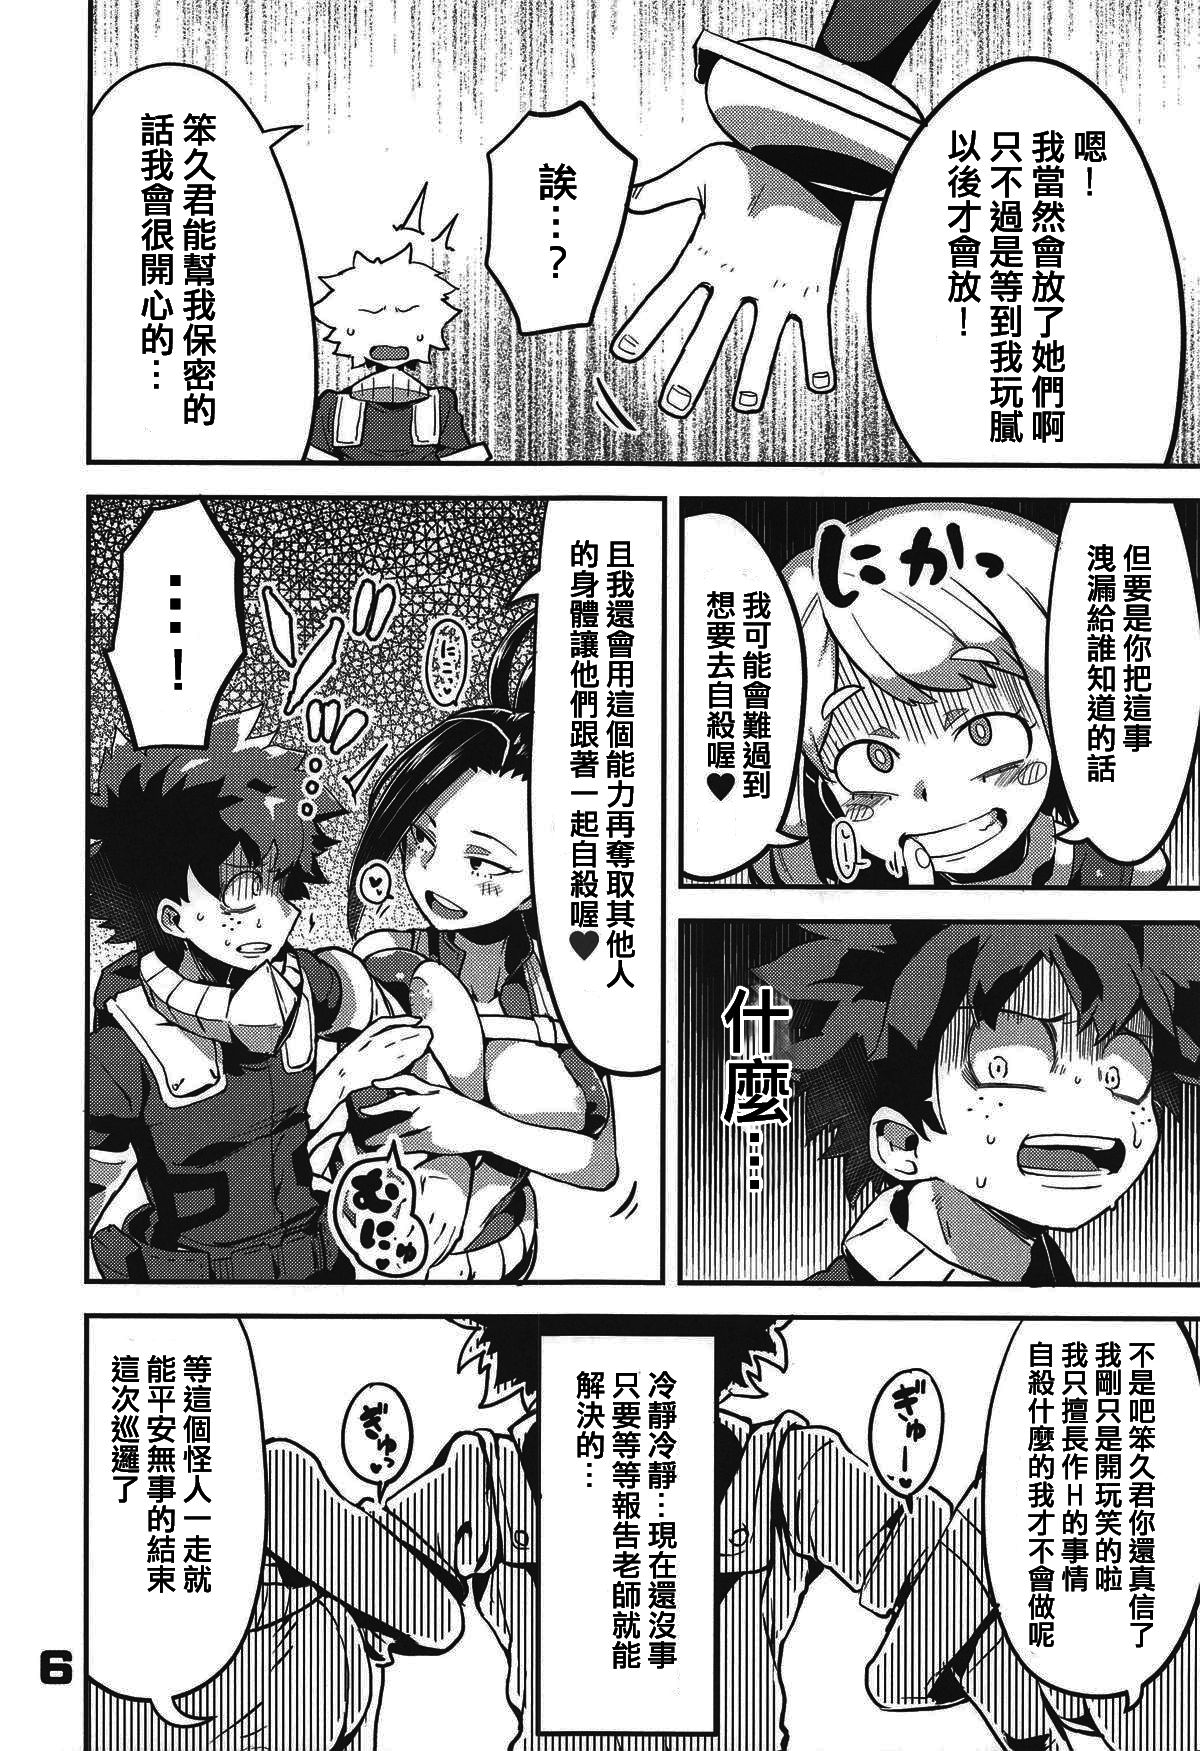 嗯！
我當然會放了她們啊
只不過是等到我玩膩
以後才會放！
誒…？
笨久君能幫我保密的
話我會很開心的…
但要是你把這事
洩漏給誰知道的話
にかっ
我可能會難過到
想要去自殺喔♥
什麼…
且我還會用這個能力再奪取其他人
的身體讓他們跟著一起自殺喔♥
にこ♥
むにゅ♥
…！
不是吧笨久君你還真信了
我剛只是開玩笑的啦
我只擅長作H的事情
自殺什麼的我才不會做呢
ぎゅー♥
冷靜冷靜…現在還沒事
只要等等報告老師就能
解決的…
ぎゅっ♥
等這個怪人一走就
能平安無事的結束
這次巡邏了
6